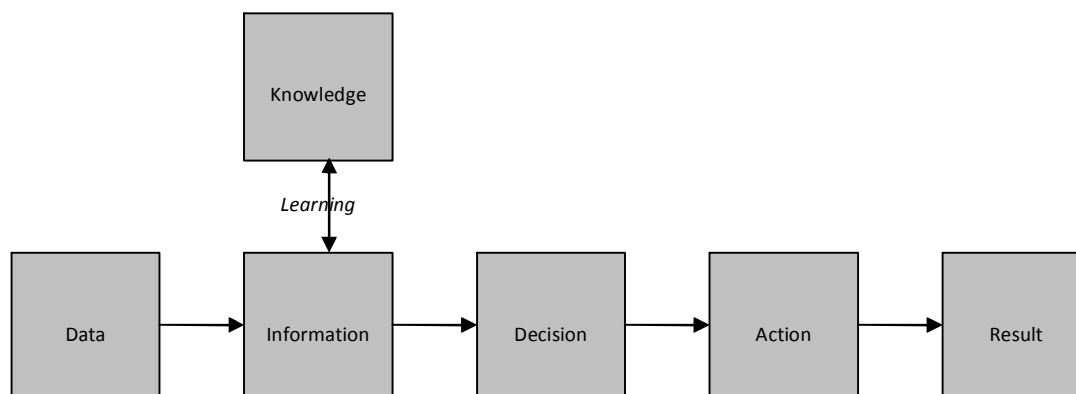 Knowledge
Learning
Data
Information
Decision
Action
Result